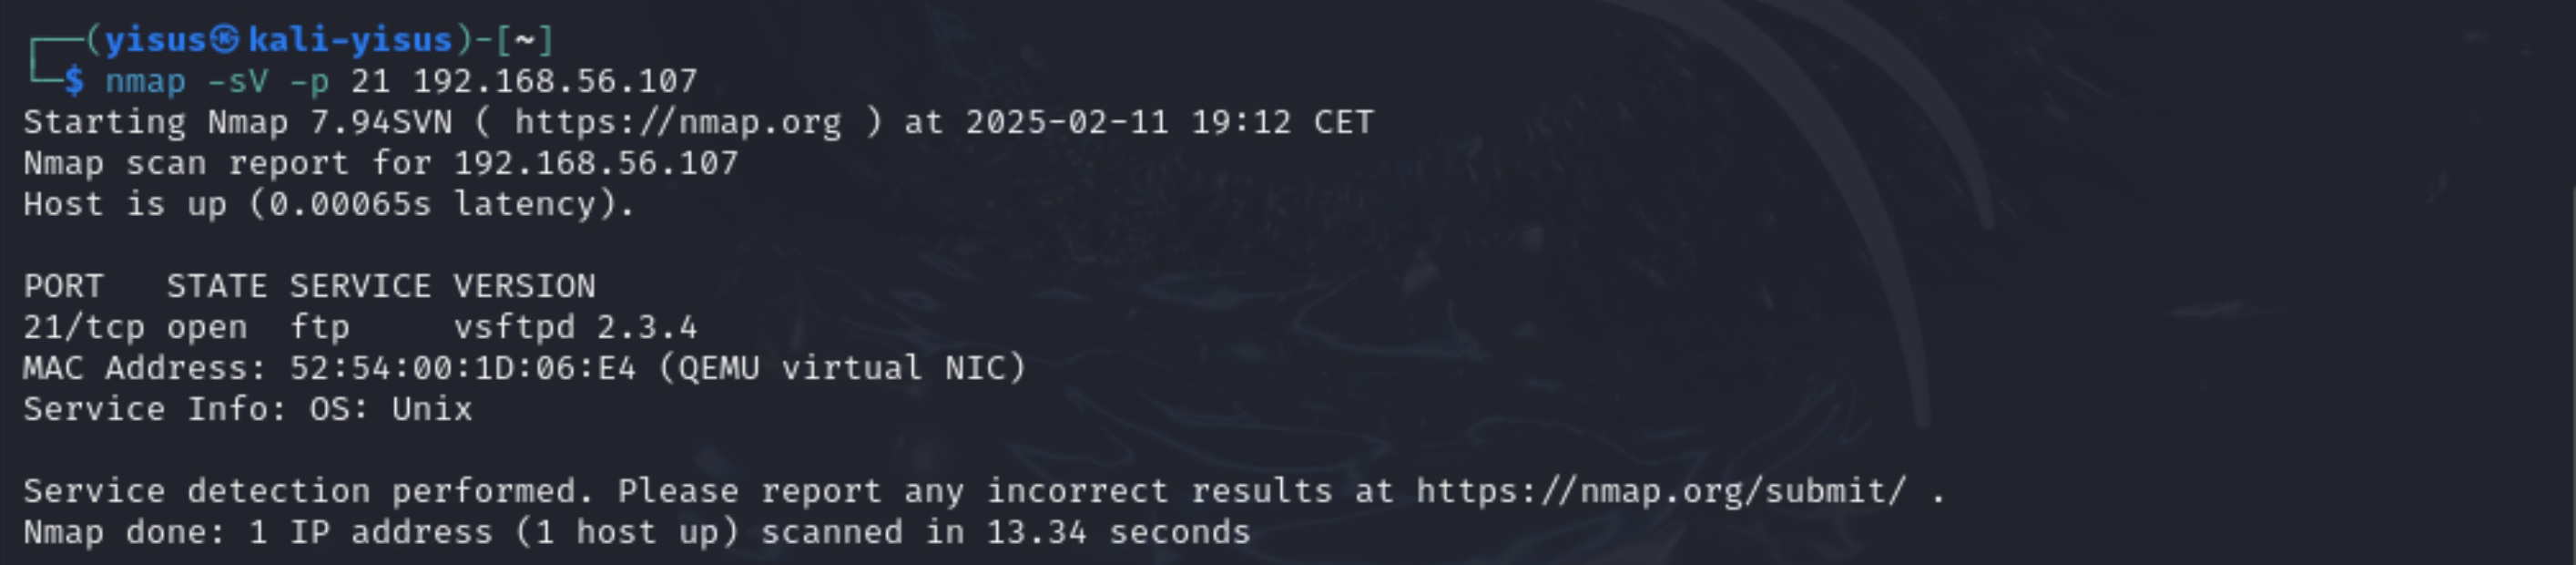 ┌──(yisus㉿kali-yisus)-[~]
└─$ nmap -sV -p 21 192.168.56.107
Starting Nmap 7.94SVN ( https://nmap.org ) at 2025-02-11 19:12 CET
Nmap scan report for 192.168.56.107
Host is up (0.00065s latency).

PORT   STATE SERVICE VERSION
21/tcp open  ftp     vsftpd 2.3.4
MAC Address: 52:54:00:1D:06:E4 (QEMU virtual NIC)
Service Info: OS: Unix

Service detection performed. Please report any incorrect results at https://nmap.org/submit/ .
Nmap done: 1 IP address (1 host up) scanned in 13.34 seconds